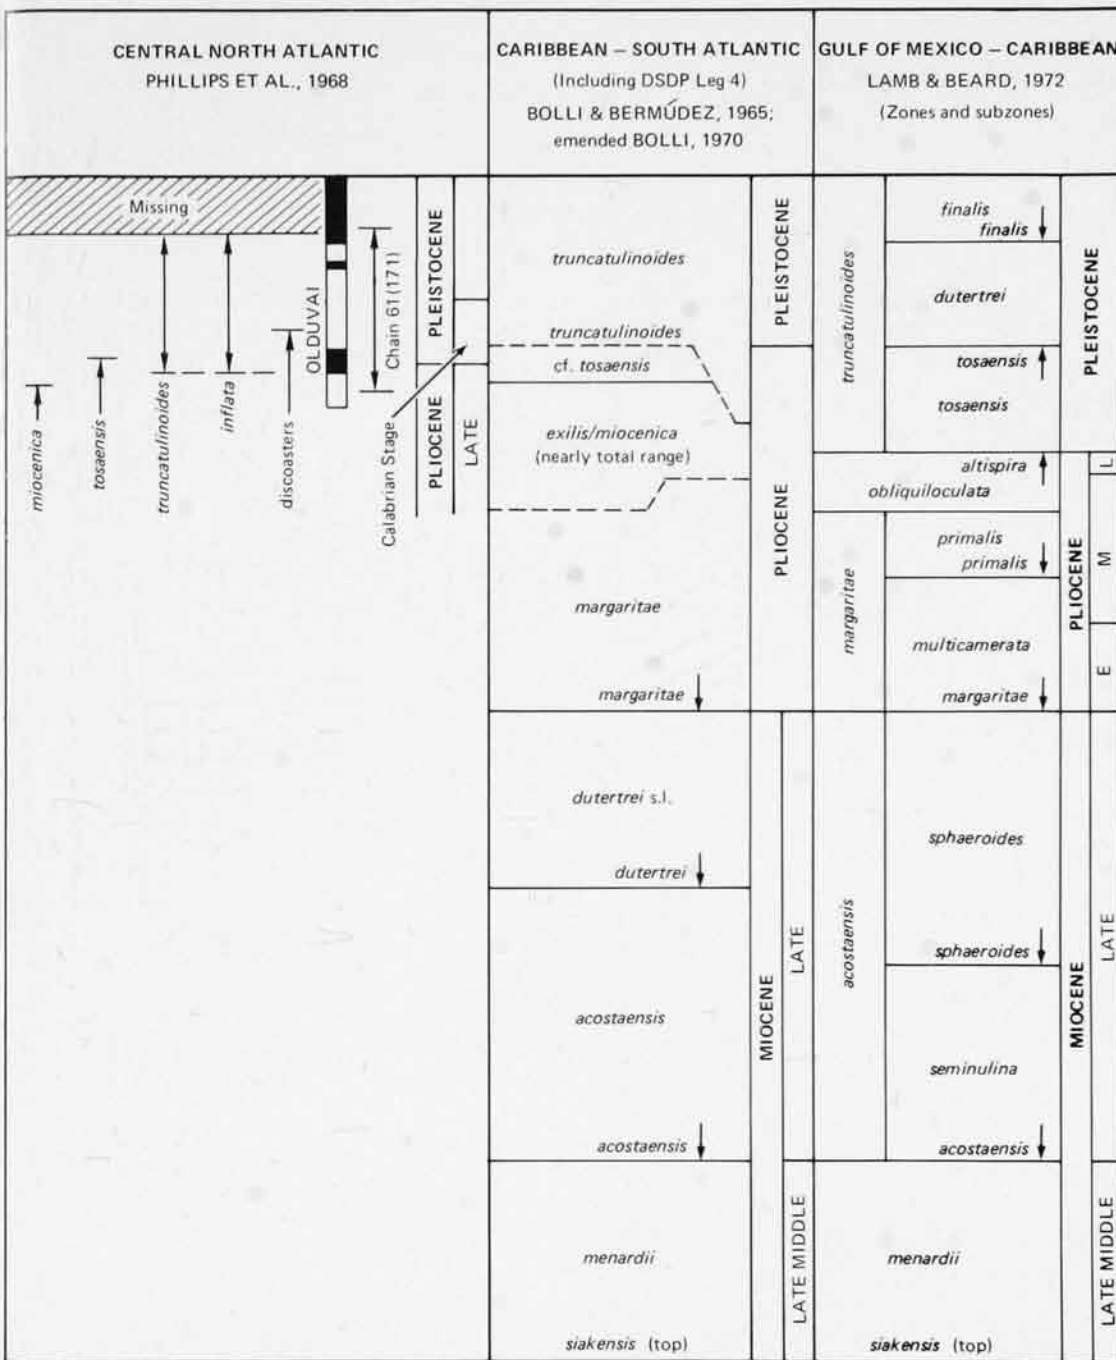 CENTRAL NORTH ATLANTIC
PHILLIPS ET AL., 1968
Missing
miocenica
tosaensis
truncatulinoides
inflata
discoasters
OLDUVAI
Chain 61 (171)
Calabrian Stage
PLEISTOCENE
PLIOCENE
LATE
CARIBBEAN – SOUTH ATLANTIC
(Including DSDP Leg 4)
BOLLI & BERMÚDEZ, 1965;
emended BOLLI, 1970
truncatulinoides
truncatulinoides
cf. tosaensis
exilis/miocenica
(nearly total range)
margaritae
margaritae
dutertrei s.l.
dutertrei
acostaensis
acostaensis
menardii
siakensis (top)
PLEISTOCENE
PLIOCENE
MIOCENE
LATE
LATE MIDDLE
GULF OF MEXICO – CARIBBEAN
LAMB & BEARD, 1972
(Zones and subzones)
truncatulinoides
finalis
finalis
dutertrei
tosaensis
tosaensis
altispira
obliquiloculata
margaritae
primalis
primalis
multicamerata
margaritae
acostaensis
sphaeroides
sphaeroides
seminulina
acostaensis
menardii
siakensis (top)
PLEISTOCENE
PLIOCENE
L
M
E
MIOCENE
LATE
LATE MIDDLE